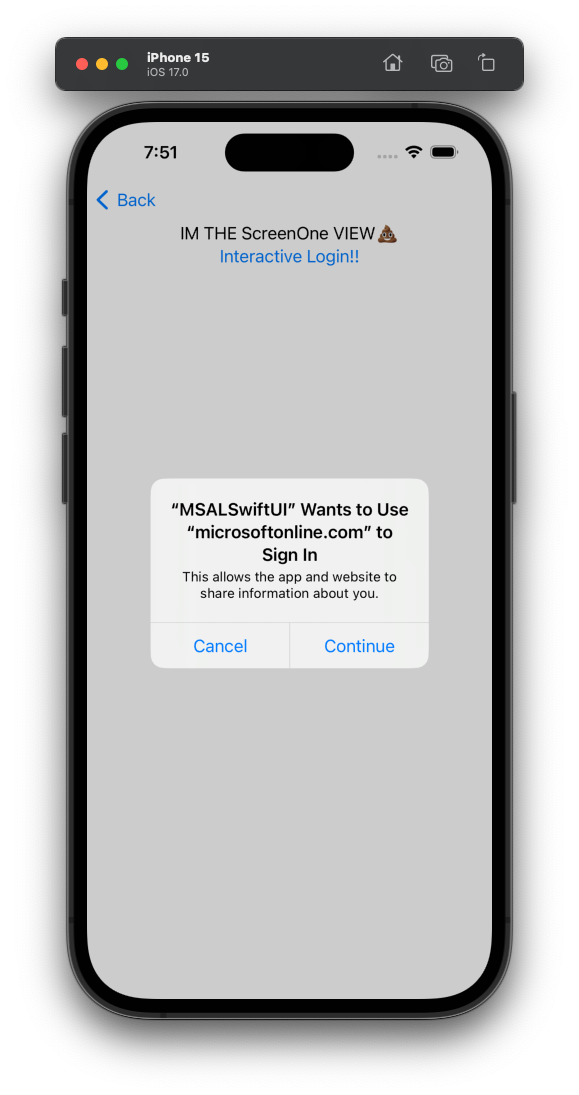 iPhone 15
iOS 17.0
7:51
Back
IM THE ScreenOne VIEW💩
Interactive Login!!
“MSALSwiftUI” Wants to Use
“microsoftonline.com” to
Sign In
This allows the app and website to
share information about you.
Cancel
Continue